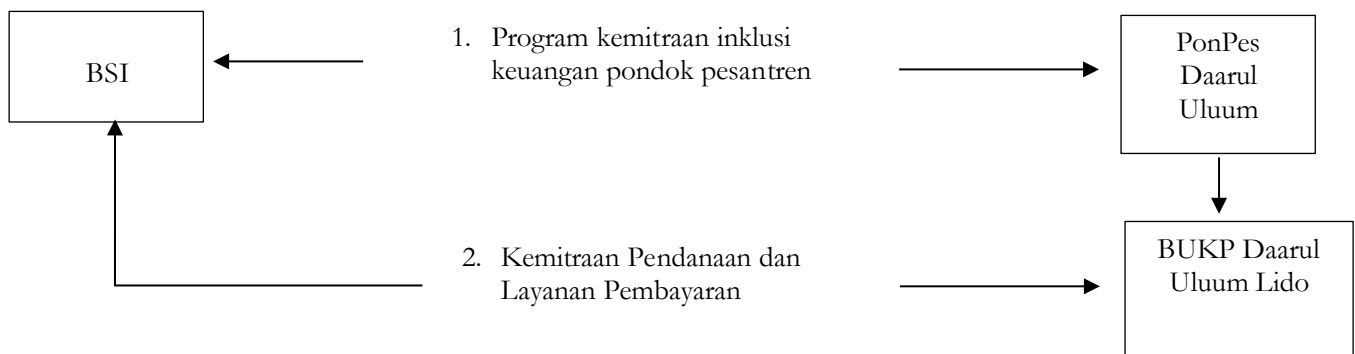 BSI
1. Program kemitraan inklusi
keuangan pondok pesantren
PonPes
Daarul
Uluum
2. Kemitraan Pendanaan dan
Layanan Pembayaran
BUKP Daarul
Uluum Lido